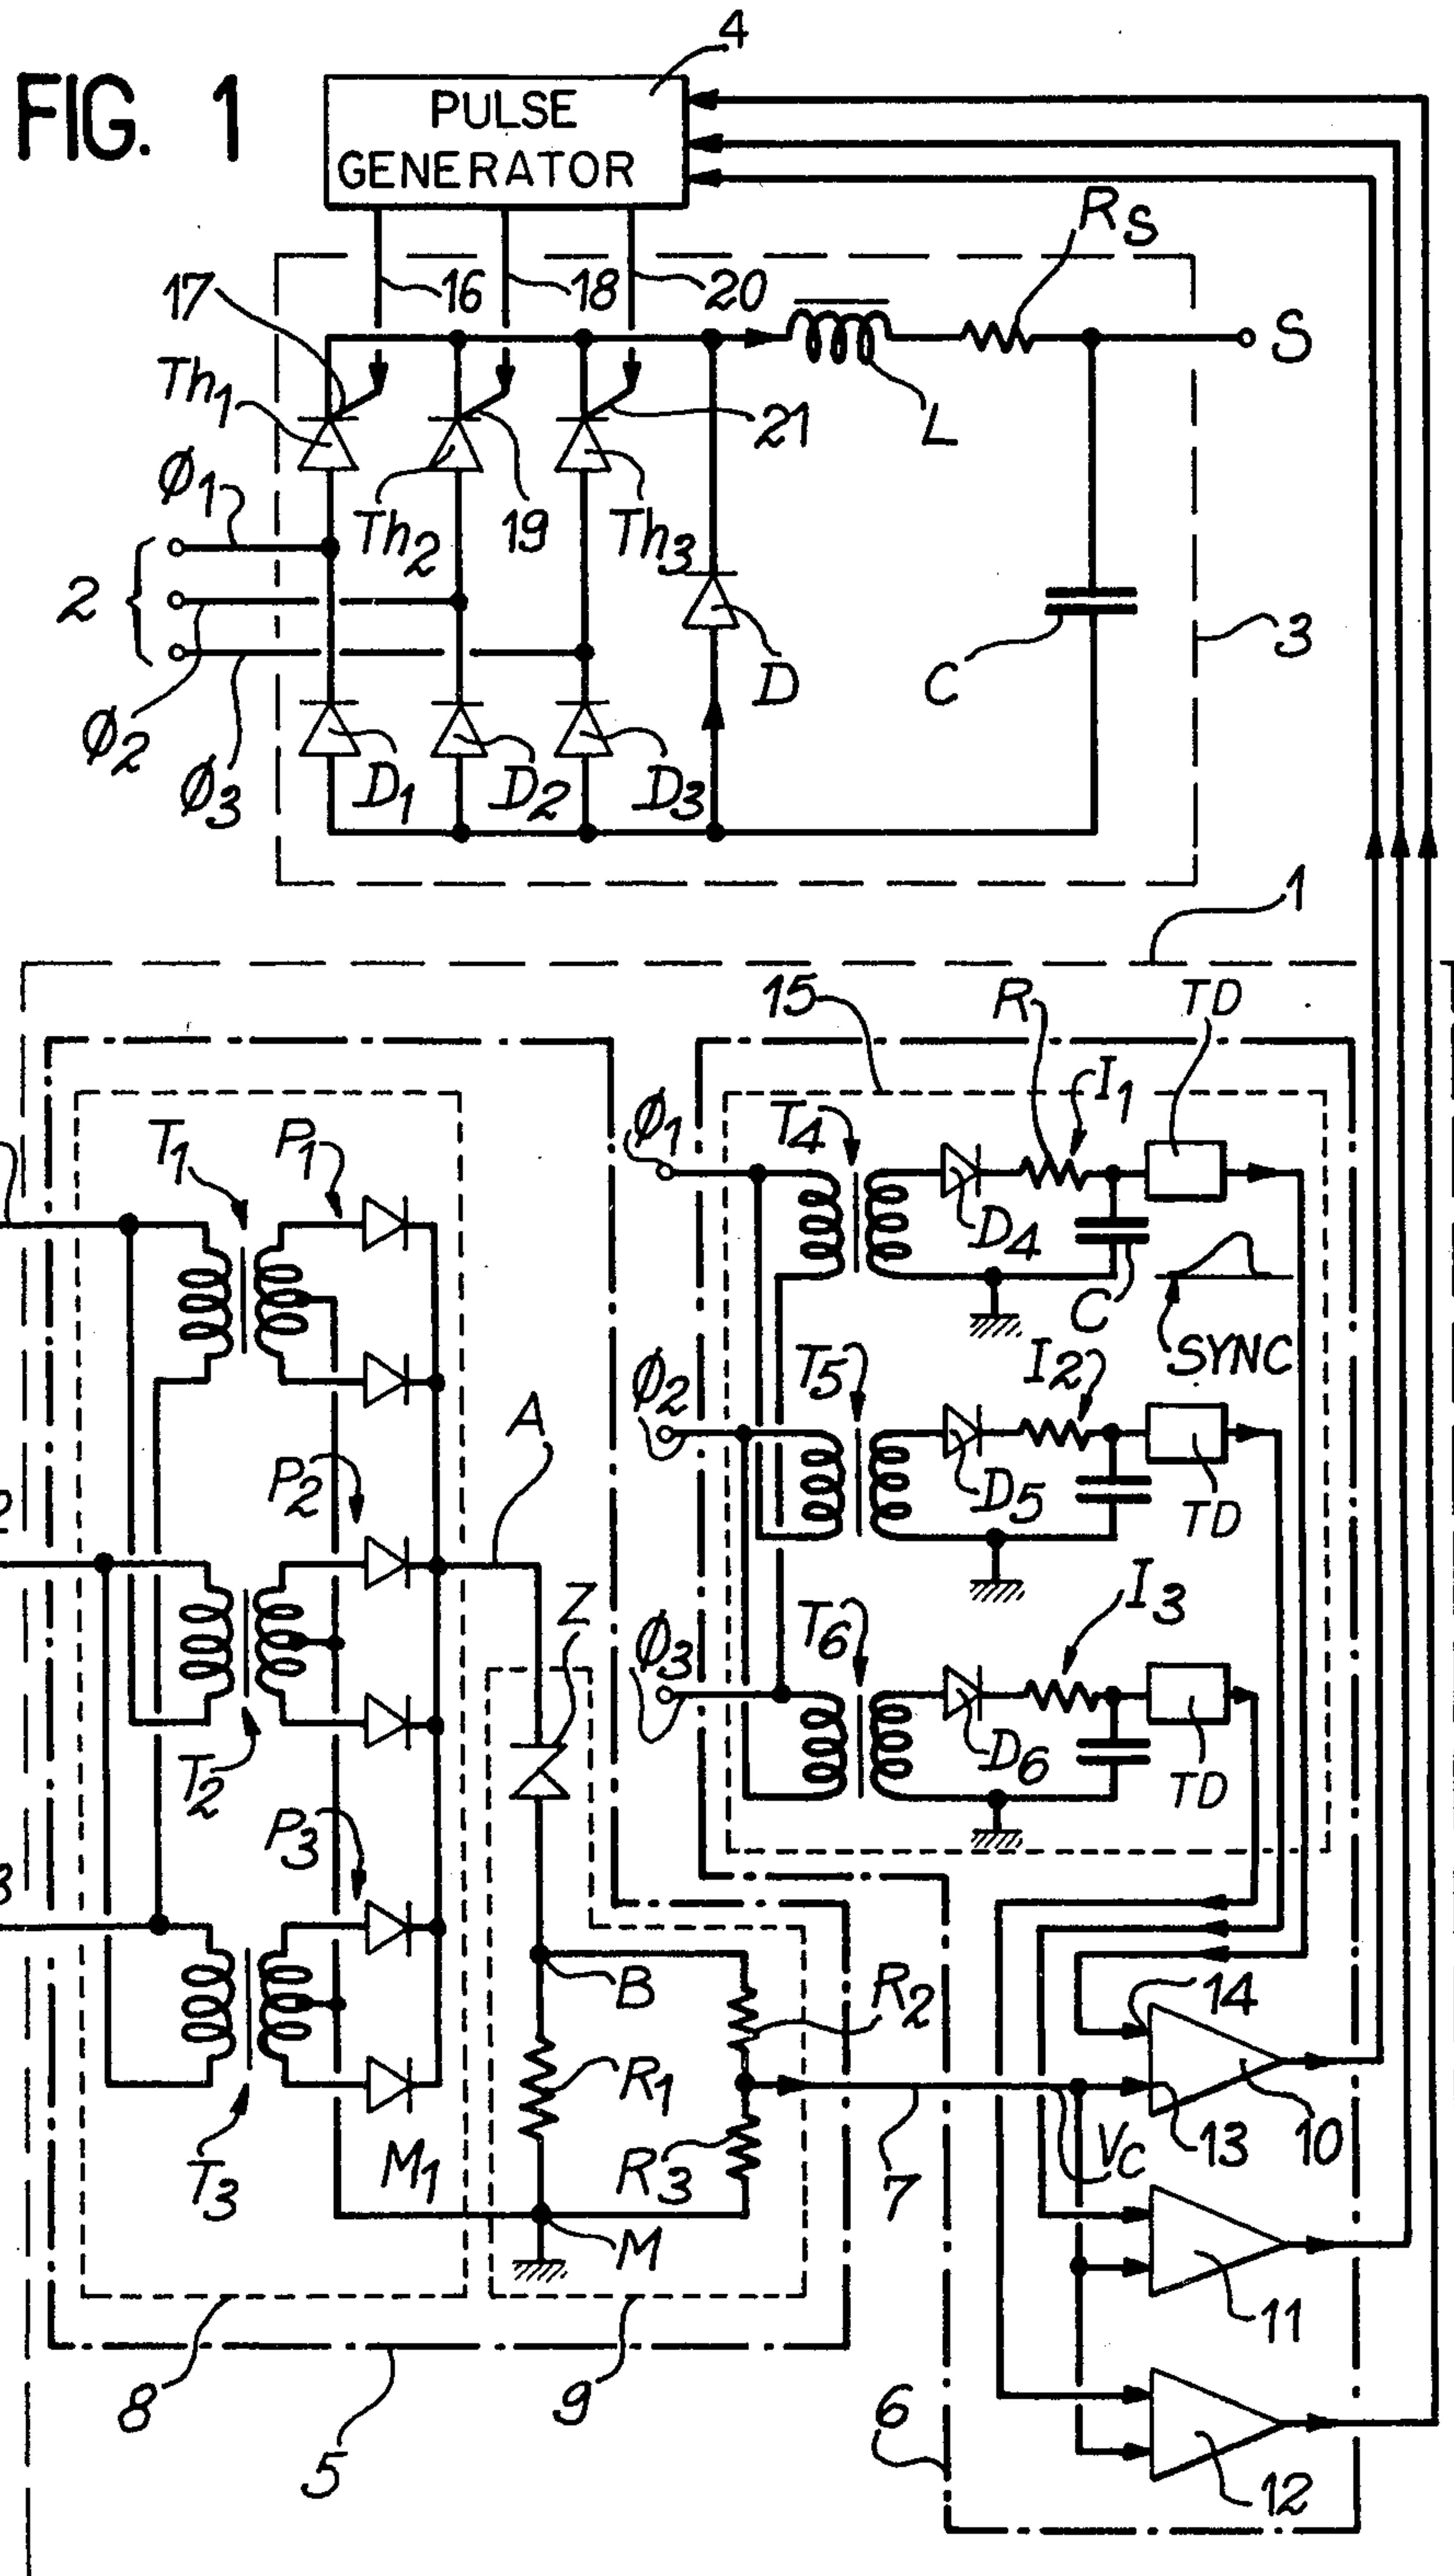 FIG. 1
4
PULSE
GENERATOR
16
18
20
RS
17
S
Th1
L
21
Ø1
Th2
19
Th3
2
D
C
3
Ø2
Ø3
D1
D2
D3
1
15
R
I1
TD
Ø1
T4
T1
P1
D4
C
SYNC
Ø2
T5
I2
A
P2
D5
TD
2
Z
Ø3
T6
I3
T2
D6
TD
P3
3
B
R2
14
R1
VC
13
10
T3
M1
R3
7
M
11
8
9
6
5
12